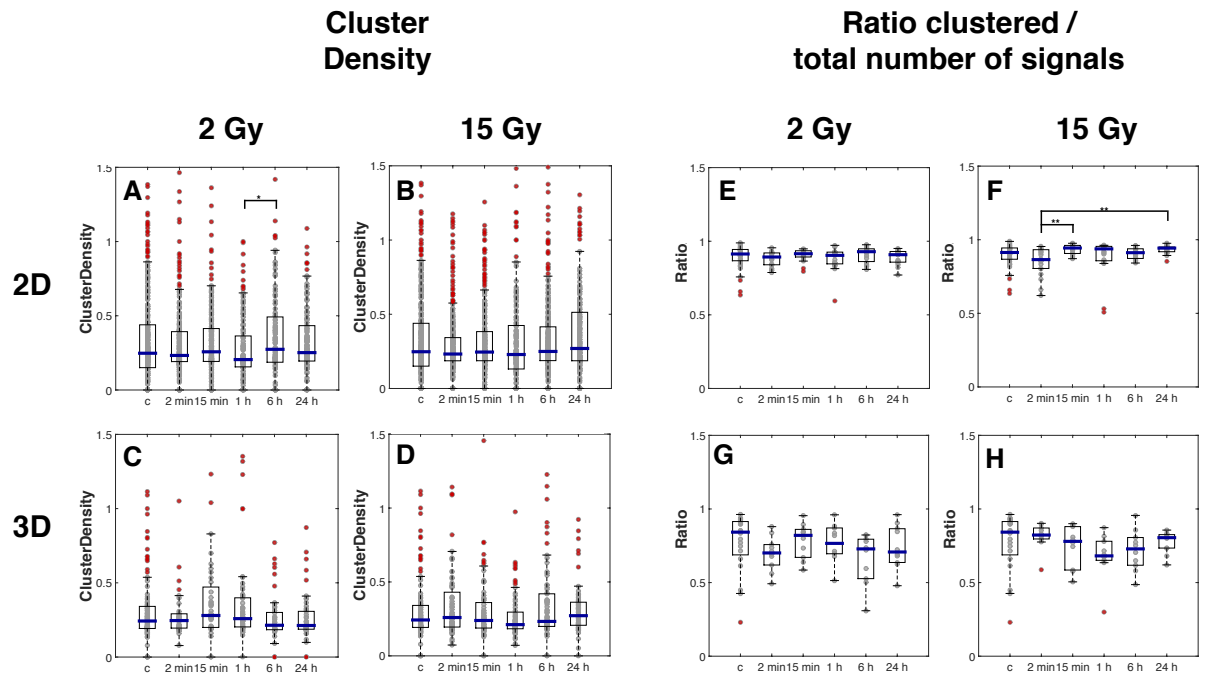 Cluster
Density
Ratio clustered /
total number of signals
2 Gy
15 Gy
2 Gy
15 Gy
2D
A
ClusterDensity
1.5
1
0.5
0
*
c 2 min 15 min 1 h 6 h 24 h
B
ClusterDensity
1.5
1
0.5
0
c 2 min 15 min 1 h 6 h 24 h
E
Ratio
1.5
1
0.5
0
c 2 min 15 min 1 h 6 h 24 h
F
Ratio
1.5
1
0.5
0
**
**
c 2 min 15 min 1 h 6 h 24 h
3D
C
ClusterDensity
1.5
1
0.5
0
c 2 min 15 min 1 h 6 h 24 h
D
ClusterDensity
1.5
1
0.5
0
c 2 min 15 min 1 h 6 h 24 h
G
Ratio
1.5
1
0.5
0
c 2 min 15 min 1 h 6 h 24 h
H
Ratio
1.5
1
0.5
0
c 2 min 15 min 1 h 6 h 24 h